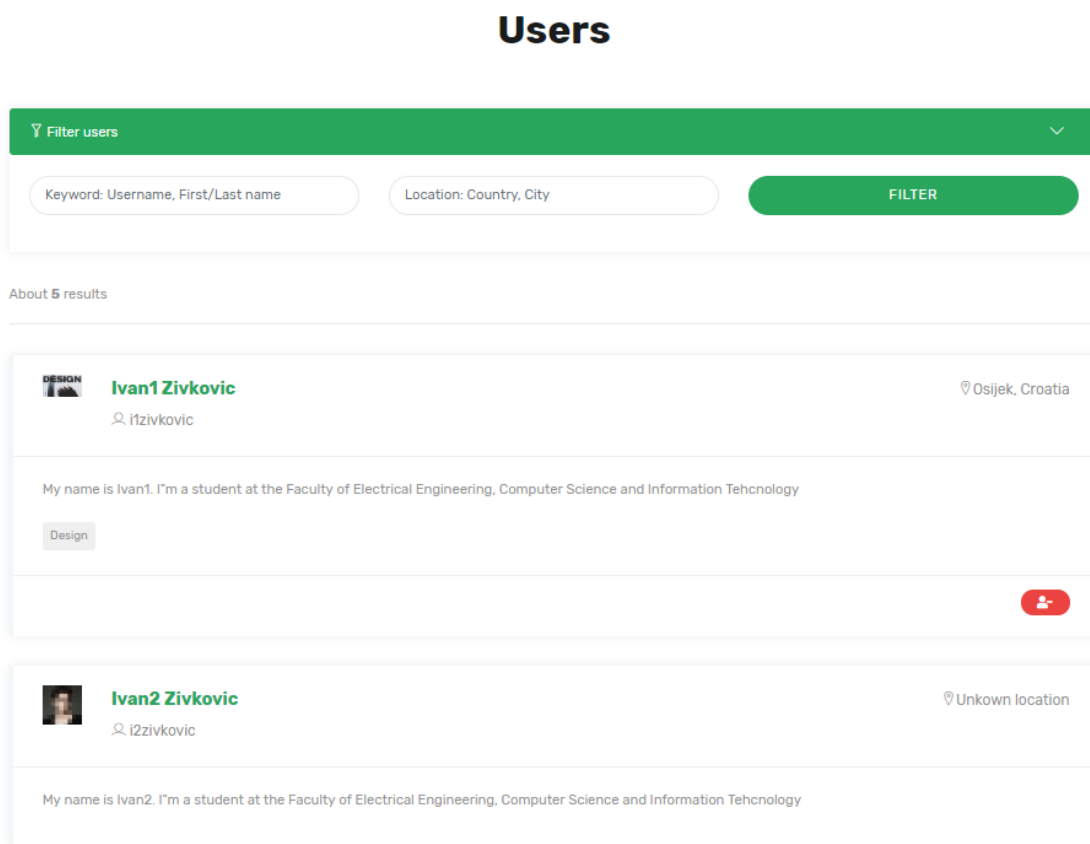 Users
Filter users
Keyword: Username, First/Last name
Location: Country, City
FILTER
About 5 results
DESIGN
Ivan1 Zivkovic
Osijek, Croatia
i1zivkovic
My name is Ivan1. I"m a student at the Faculty of Electrical Engineering, Computer Science and Information Tehcnology
Design
Ivan2 Zivkovic
Unkown location
i2zivkovic
My name is Ivan2. I"m a student at the Faculty of Electrical Engineering, Computer Science and Information Tehcnology